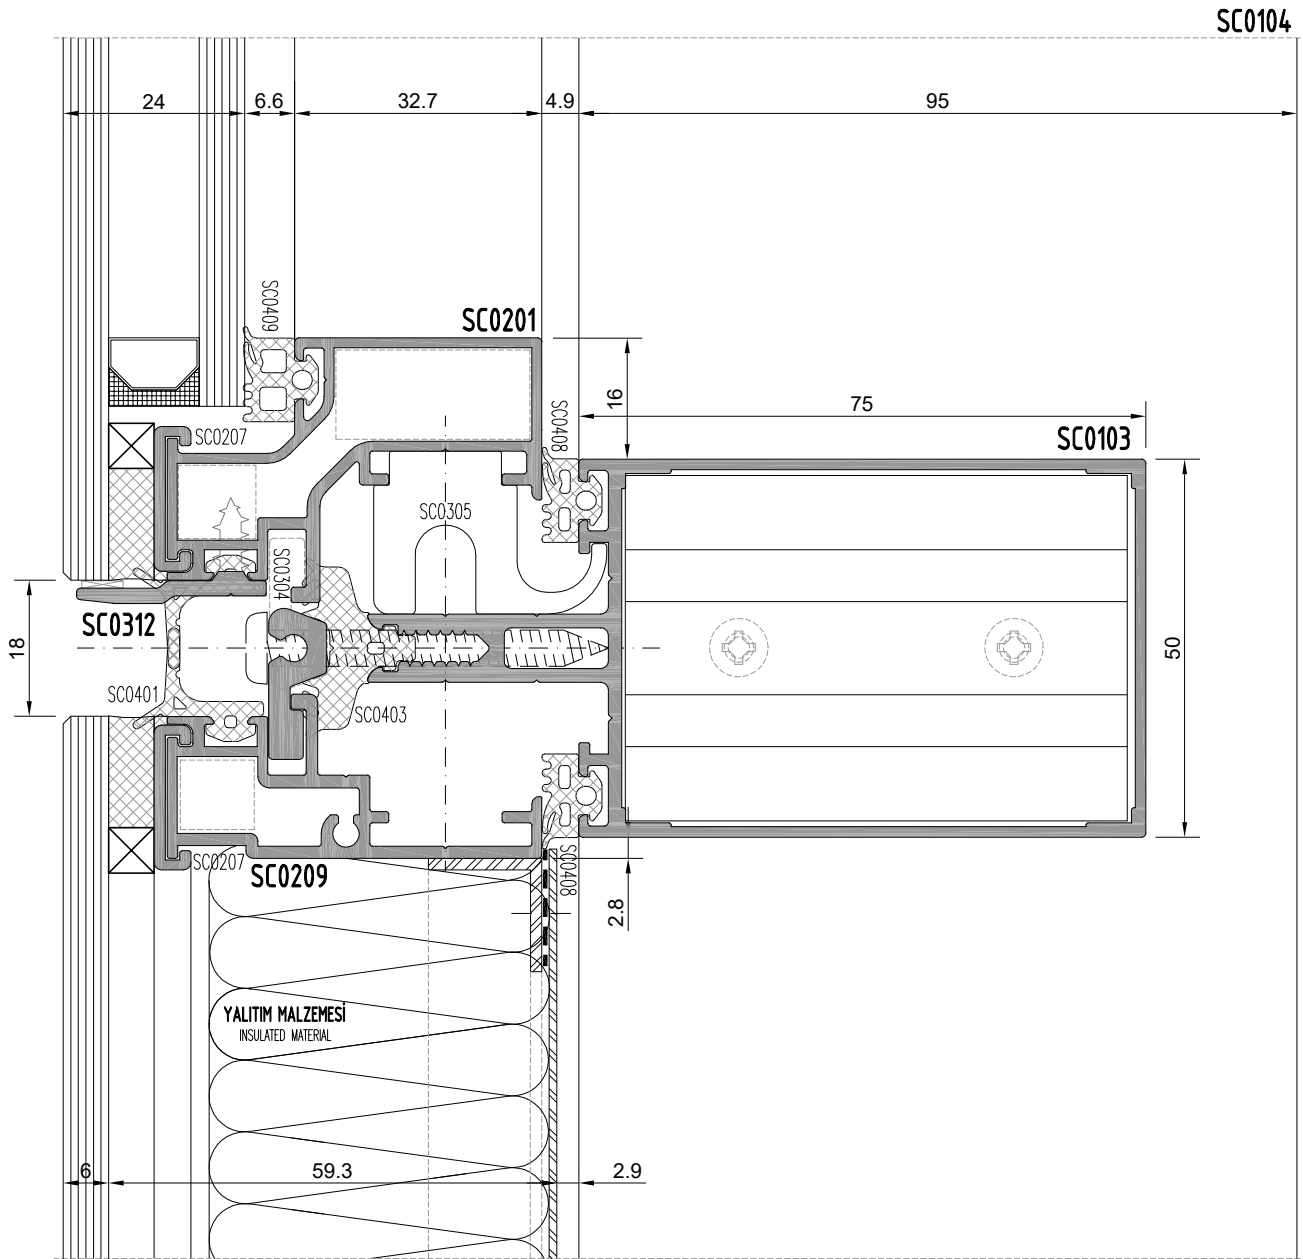 SC0104
24
6.6
32.7
4.9
95
SC0409
SC0201
16
75
SC0408
SC0103
SC0207
SC0305
SC0304
SC0312
18
50
SC0401
SC0403
SC0207
SC0209
SC0408
2.8
YALITIM MALZEMESİ
INSULATED MATERIAL
6
59.3
2.9